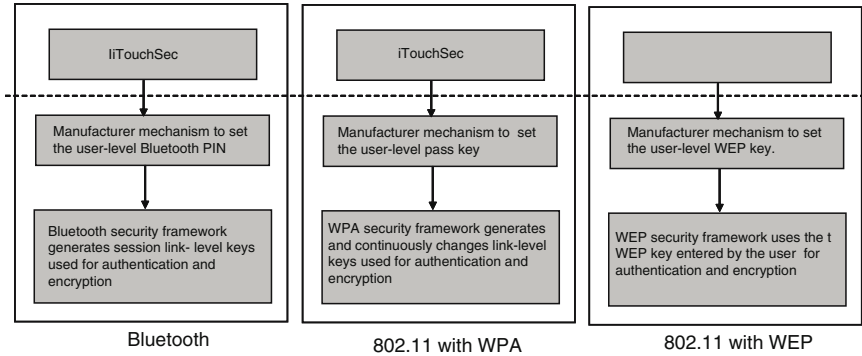 IiTouchSec
Manufacturer mechanism to set
the user-level Bluetooth PIN
Bluetooth security framework
generates session link- level keys
used for authentication and
encryption
Bluetooth
iTouchSec
Manufacturer mechanism to set
the user-level pass key
WPA security framework generates
and continuously changes link-level
keys used for authentication and
encryption
802.11 with WPA
Manufacturer mechanism to set
the user-level WEP key.
WEP security framework uses the t
WEP key entered by the user for
authentication and encryption
802.11 with WEP